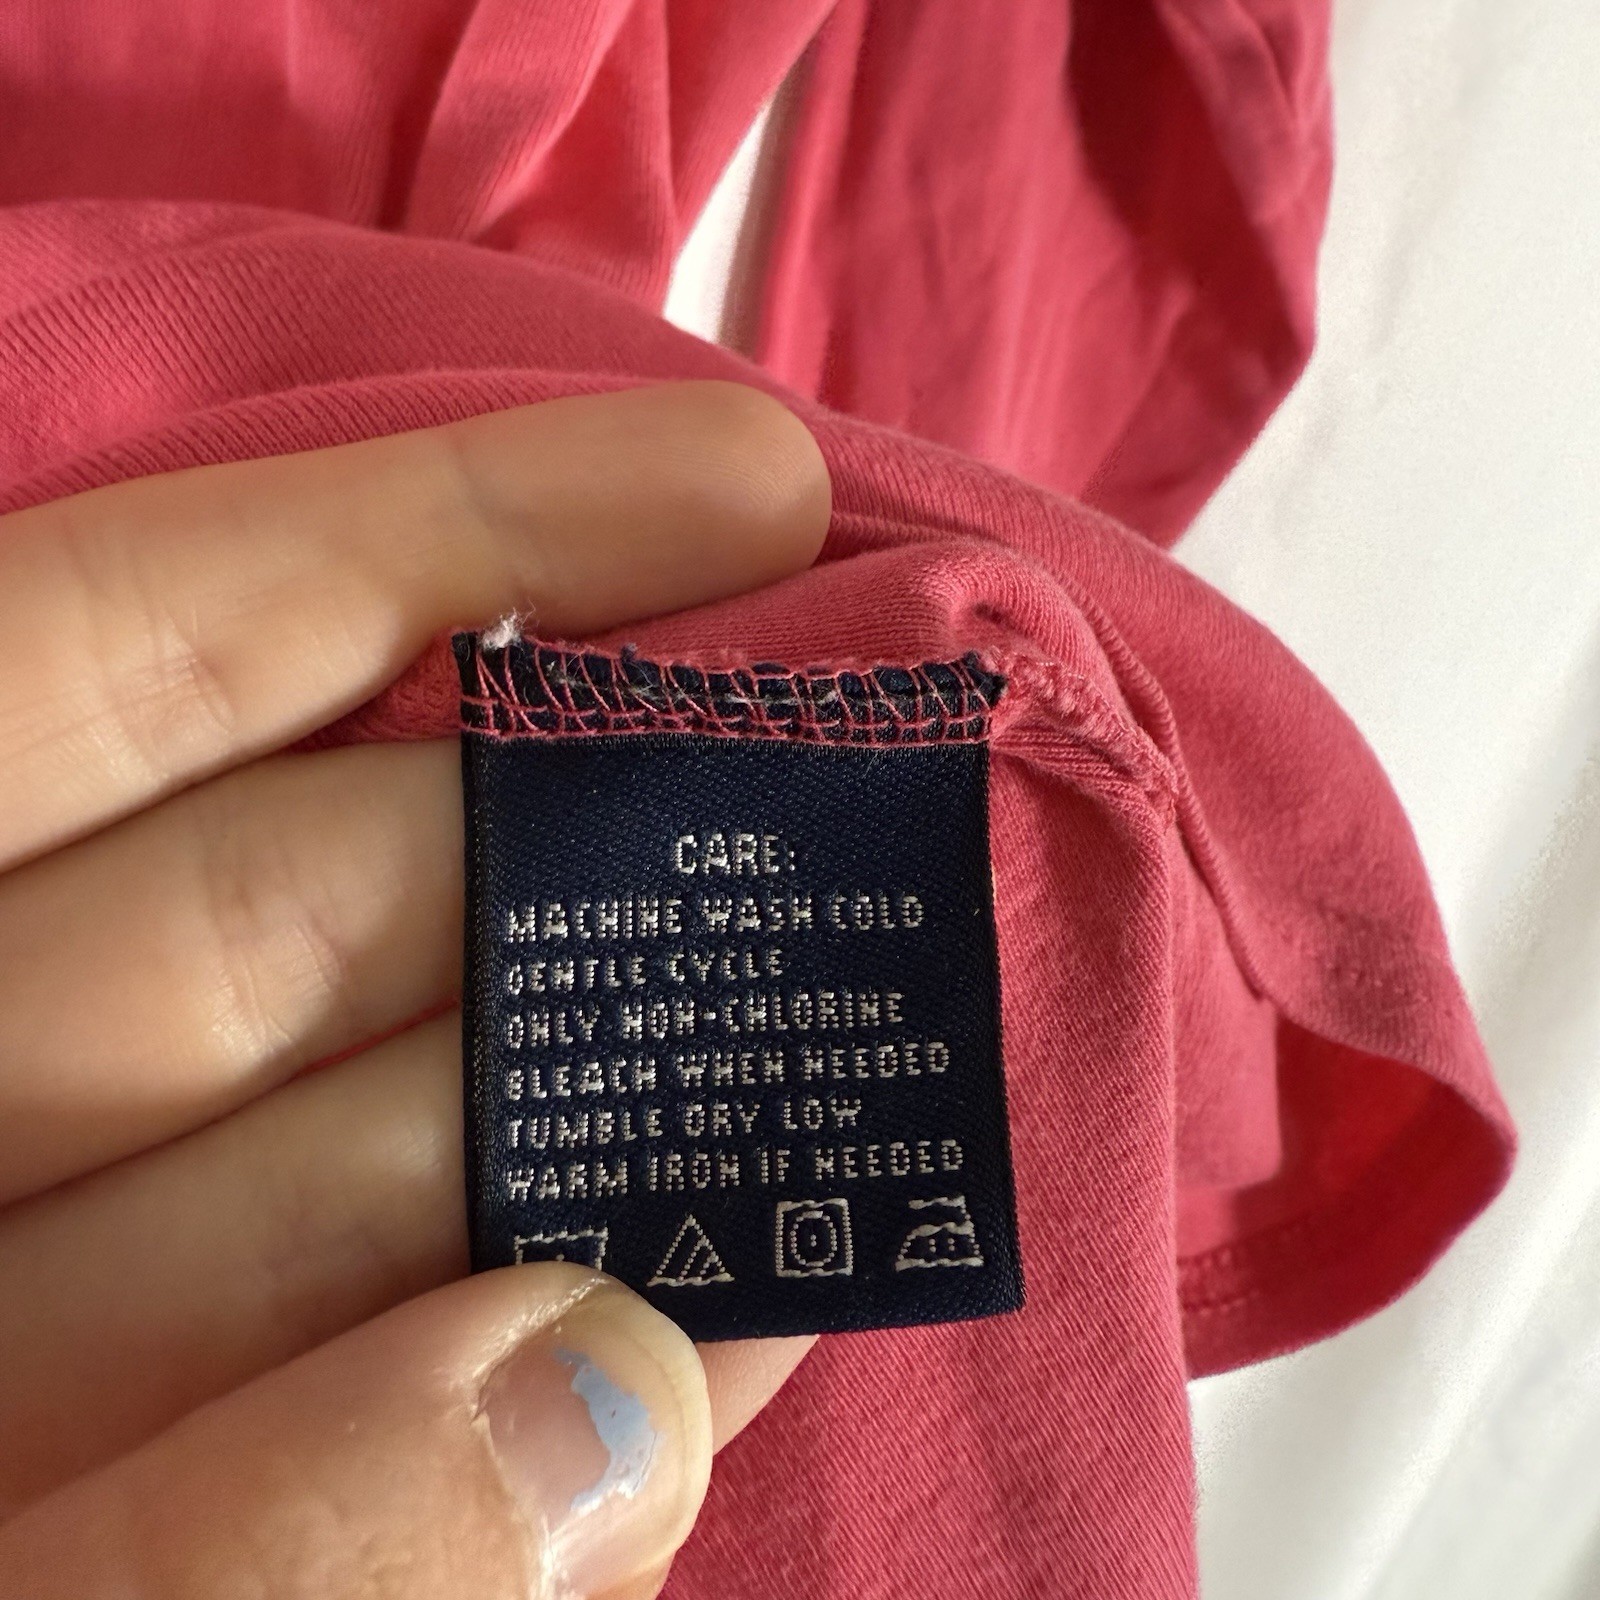 CARE:
MACHINE WASH COLD
GENTLE CYCLE
ONLY NON-CHLORINE
BLEACH WHEN NEEDED
TUMBLE DRY LOW
WARM IRON IF NEEDED